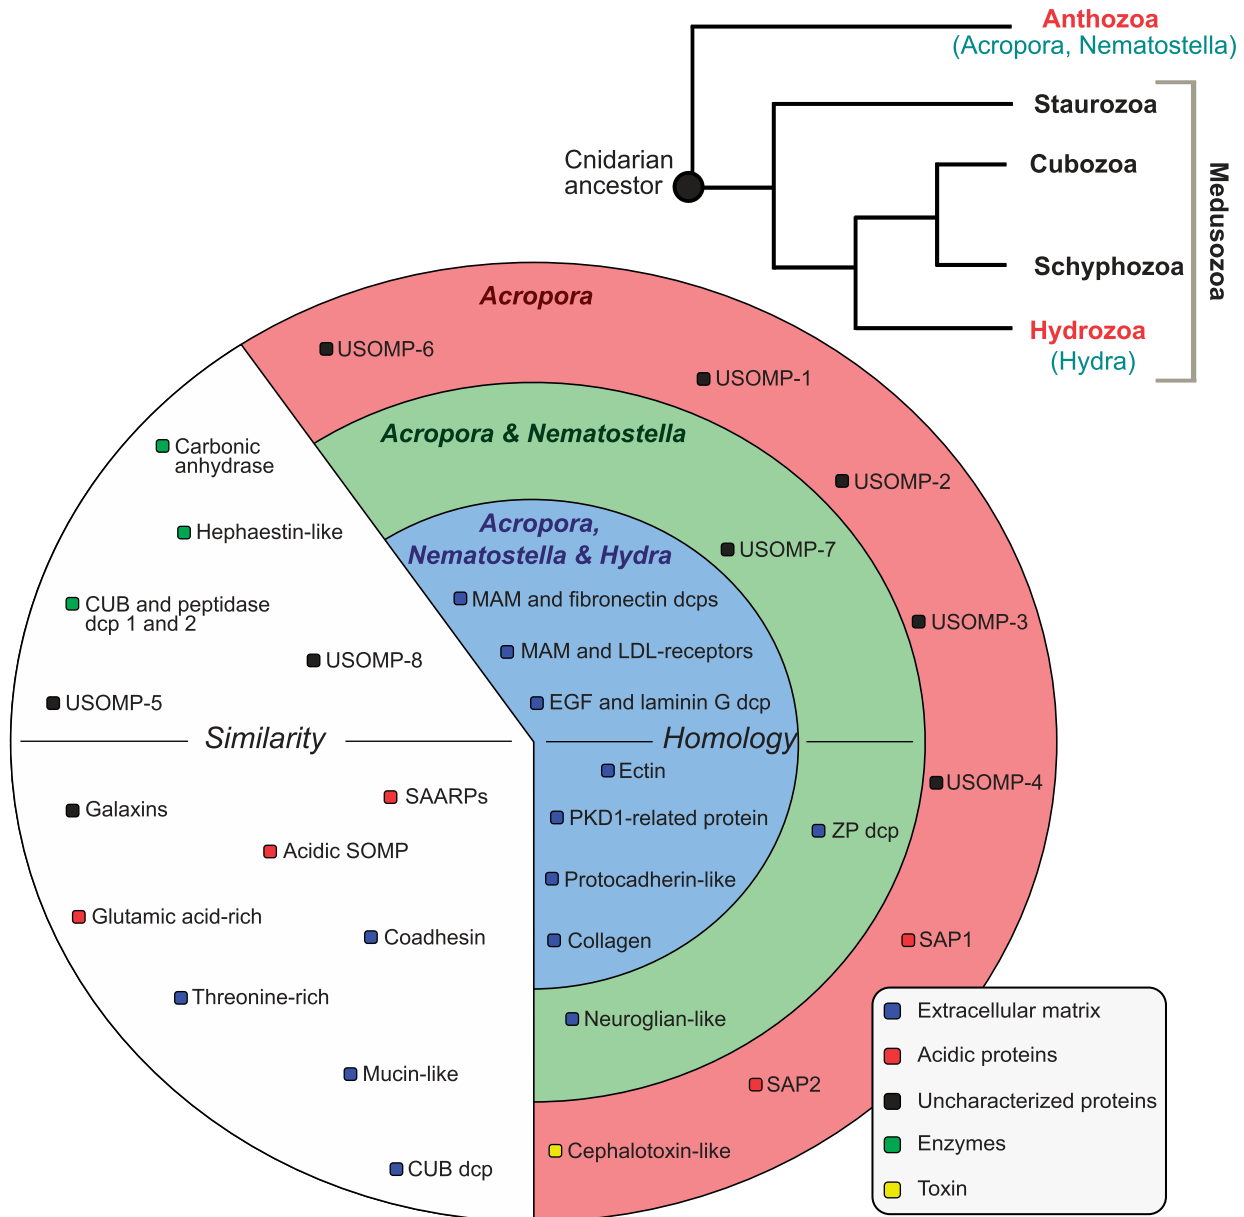 Anthozoa
(Acropora, Nematostella)
Staurozoa
Cnidarian
ancestor
Cubozoa
Medusozoa
Schyphozoa
Hydrozoa
(Hydra)
Acropora
USOMP-6
USOMP-1
Acropora & Nematostella
Carbonic
anhydrase
USOMP-2
Hephaestin-like
Acropora,
Nematostella & Hydra
USOMP-7
CUB and peptidase
dcp 1 and 2
MAM and fibronectin dcps
USOMP-3
USOMP-8
MAM and LDL-receptors
USOMP-5
EGF and laminin G dcp
Similarity
Homology
Ectin
USOMP-4
Galaxins
SAARPs
PKD1-related protein
ZP dcp
Acidic SOMP
Protocadherin-like
Glutamic acid-rich
Coadhesin
Collagen
SAP1
Threonine-rich
Neuroglian-like
Mucin-like
SAP2
Cephalotoxin-like
CUB dcp
Extracellular matrix
Acidic proteins
Uncharacterized proteins
Enzymes
Toxin